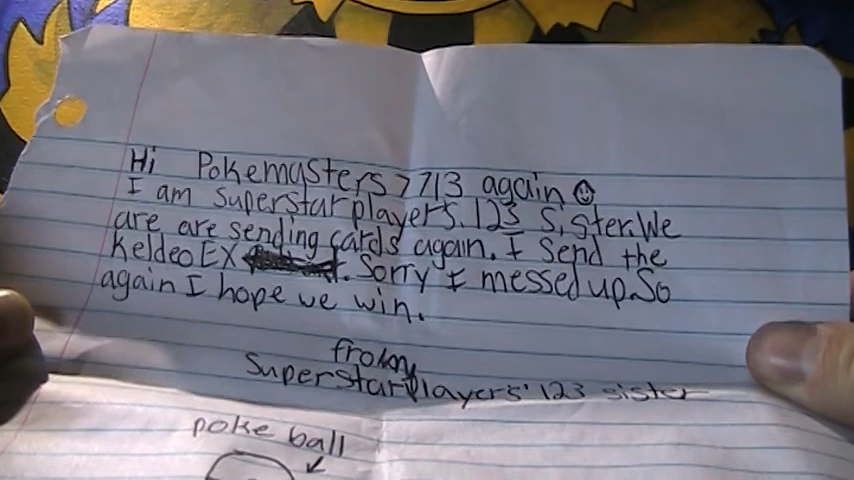 Hi Pokemasters7713 again ☺
I am superstarplayers.123 sister. We
are are sending cards again. I send the
Keldeo EX . Sorry I messed up. So
again I hope we win.
from
Superstarplayers' 123 sister
poke ball